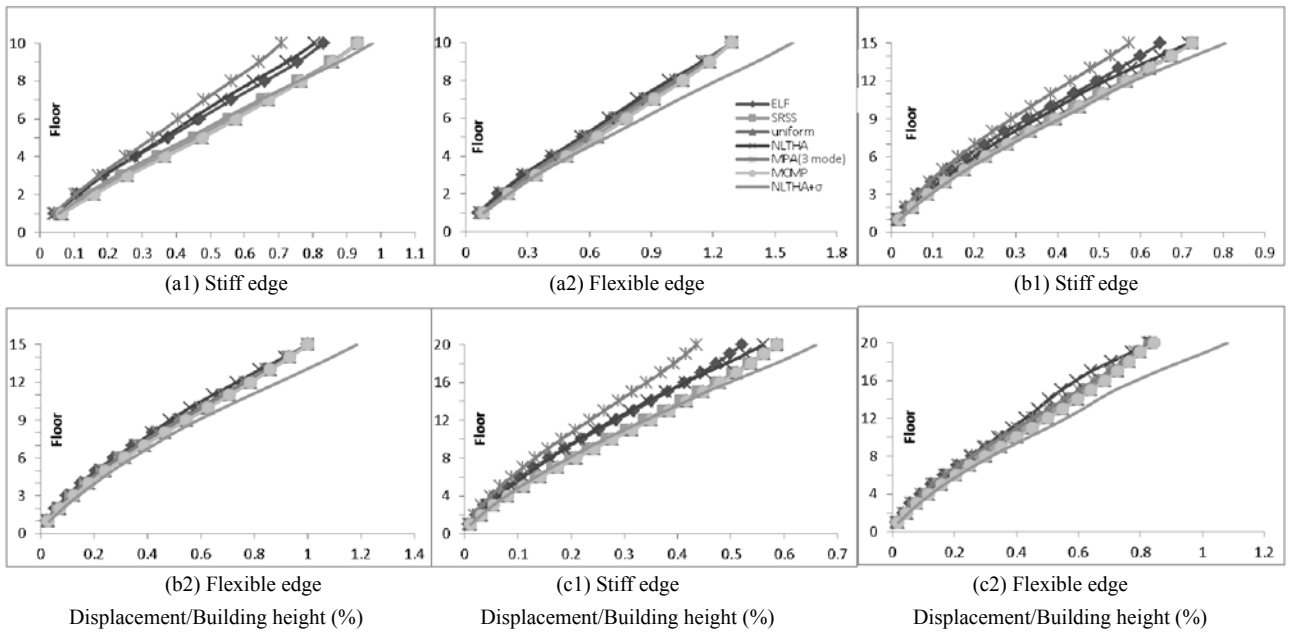 10
8
6
4
2
0
Floor
0 0.1 0.2 0.3 0.4 0.5 0.6 0.7 0.8 0.9 1 1.1
(a1) Stiff edge
10
8
6
4
2
0
Floor
0 0.3 0.6 0.9 1.2 1.5 1.8
ELF
SRSS
uniform
NLTHA
MPA(3 mode)
MCMP
NLTHA+σ
(a2) Flexible edge
15
12
9
6
3
0
Floor
0 0.1 0.2 0.3 0.4 0.5 0.6 0.7 0.8 0.9
(b1) Stiff edge
15
12
9
6
3
0
Floor
0 0.2 0.4 0.6 0.8 1 1.2 1.4
(b2) Flexible edge
20
16
12
8
4
0
Floor
0 0.1 0.2 0.3 0.4 0.5 0.6 0.7
(c1) Stiff edge
20
16
12
8
4
0
Floor
0 0.2 0.4 0.6 0.8 1 1.2
(c2) Flexible edge
Displacement/Building height (%) Displacement/Building height (%) Displacement/Building height (%)